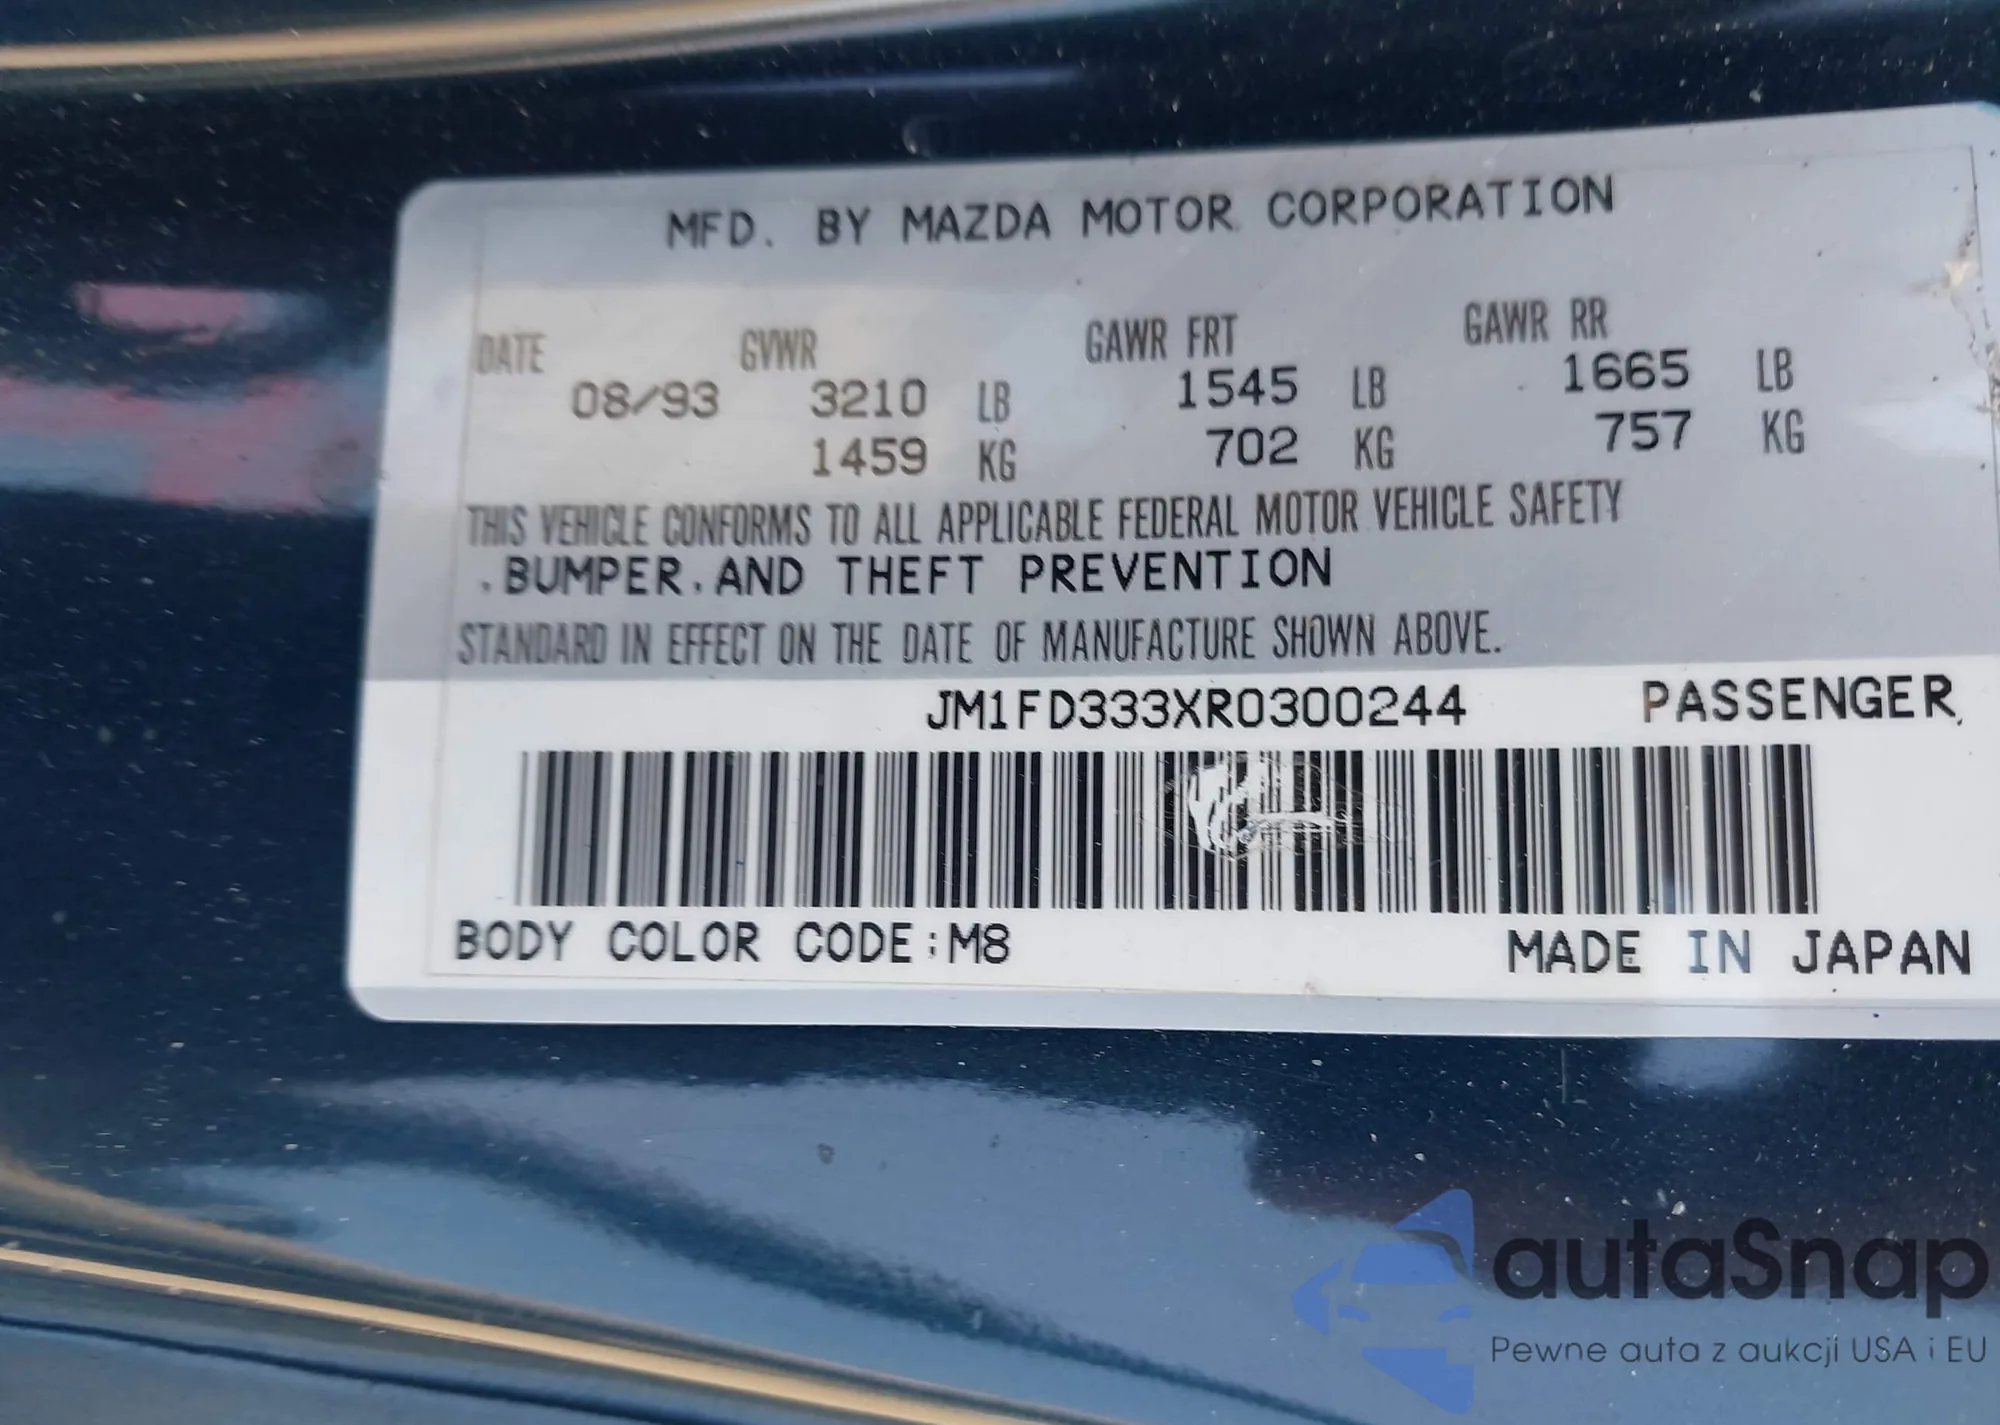 MFD. BY MAZDA MOTOR CORPORATION
DATE GVWR GAWR FRT GAWR RR
08/93 3210 LB 1545 LB 1665 LB
1459 KG 702 KG 757 KG
THIS VEHICLE CONFORMS TO ALL APPLICABLE FEDERAL MOTOR VEHICLE SAFETY
.BUMPER.AND THEFT PREVENTION
STANDARD IN EFFECT ON THE DATE OF MANUFACTURE SHOWN ABOVE.
JM1FD333XR0300244 PASSENGER
BODY COLOR CODE:M8 MADE IN JAPAN
autaSnap
Pewne auta z aukcji USA i EU